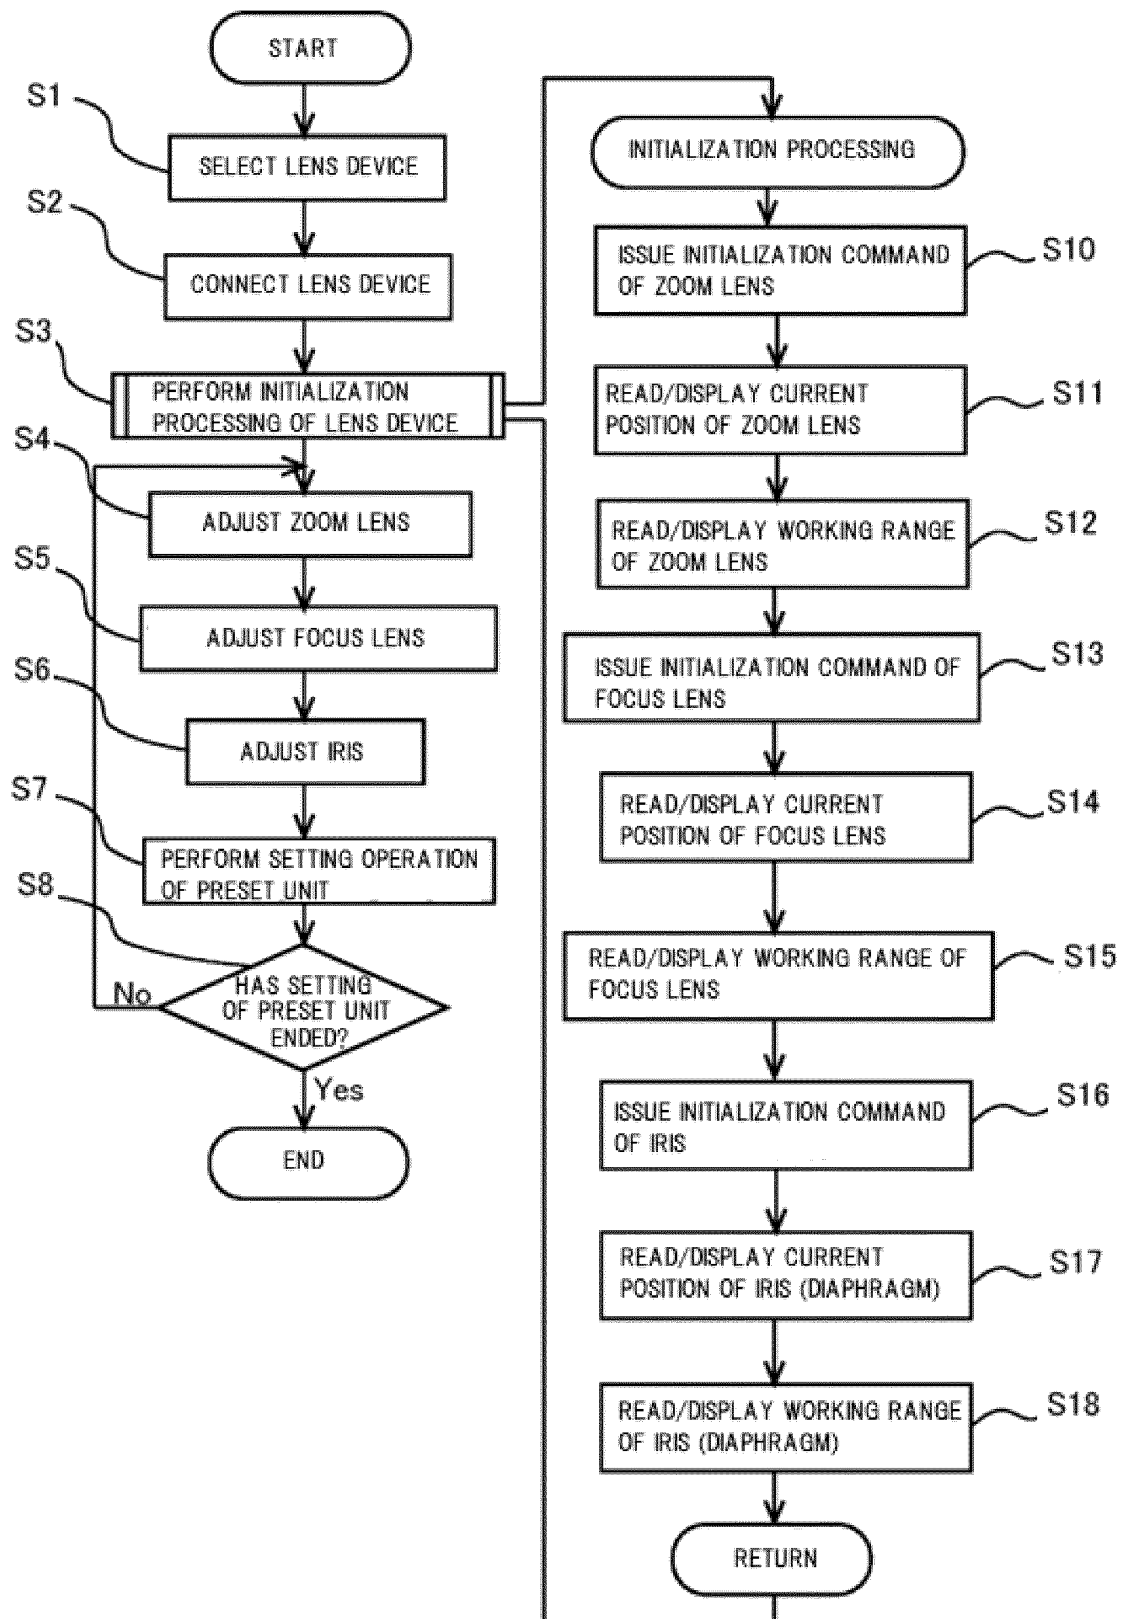 START
S1
SELECT LENS DEVICE
S2
CONNECT LENS DEVICE
S3
PERFORM INITIALIZATION
PROCESSING OF LENS DEVICE
S4
ADJUST ZOOM LENS
S5
ADJUST FOCUS LENS
S6
ADJUST IRIS
S7
PERFORM SETTING OPERATION
OF PRESET UNIT
S8
HAS SETTING
OF PRESET UNIT
ENDED?
No
Yes
END
INITIALIZATION PROCESSING
ISSUE INITIALIZATION COMMAND
OF ZOOM LENS
S10
READ/DISPLAY CURRENT
POSITION OF ZOOM LENS
S11
READ/DISPLAY WORKING RANGE
OF ZOOM LENS
S12
ISSUE INITIALIZATION COMMAND OF
FOCUS LENS
S13
READ/DISPLAY CURRENT
POSITION OF FOCUS LENS
S14
READ/DISPLAY WORKING RANGE OF
FOCUS LENS
S15
ISSUE INITIALIZATION COMMAND
OF IRIS
S16
READ/DISPLAY CURRENT
POSITION OF IRIS (DIAPHRAGM)
S17
READ/DISPLAY WORKING RANGE
OF IRIS (DIAPHRAGM)
S18
RETURN